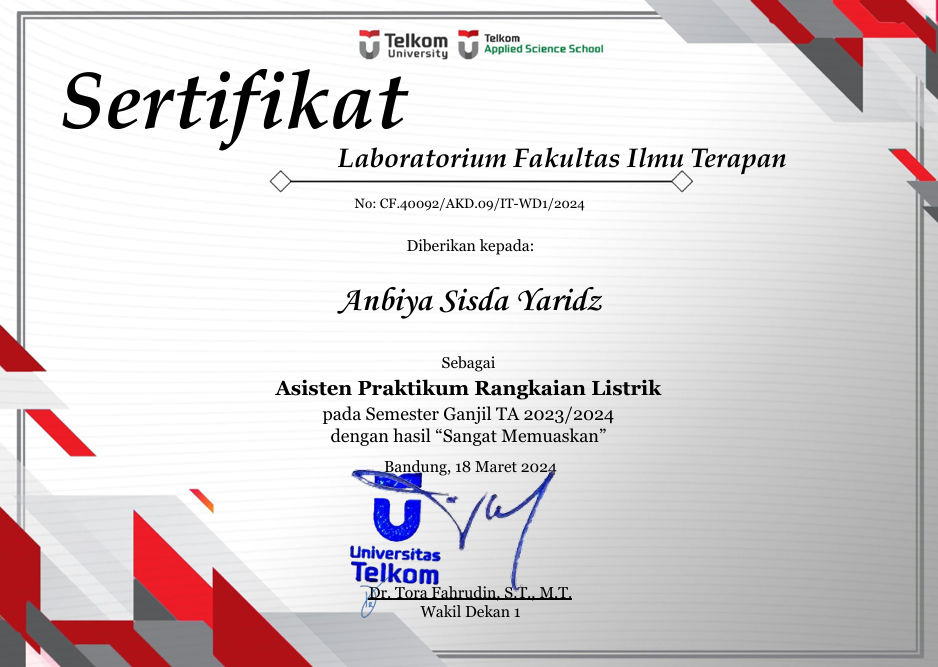 Telkom University
Telkom Applied Science School
Sertifikat
Laboratorium Fakultas Ilmu Terapan
No: CF.40092/AKD.09/IT-WD1/2024
Diberikan kepada:
Anbiya Sisda Yaridz
Sebagai
Asisten Praktikum Rangkaian Listrik
pada Semester Ganjil TA 2023/2024
dengan hasil “Sangat Memuaskan”
Bandung, 18 Maret 2024
Universitas
Telkom
Dr. Tora Fahrudin, S.T., M.T.
Wakil Dekan 1